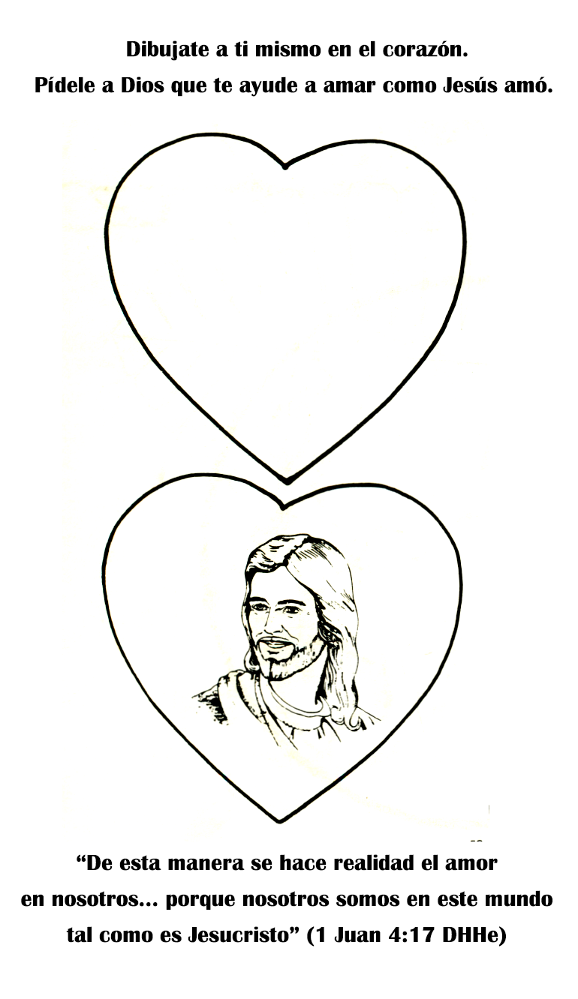 Dibujate a ti mismo en el corazón.
Pídele a Dios que te ayude a amar como Jesús amó.
“De esta manera se hace realidad el amor
en nosotros... porque nosotros somos en este mundo
tal como es Jesucristo” (1 Juan 4:17 DHHe)